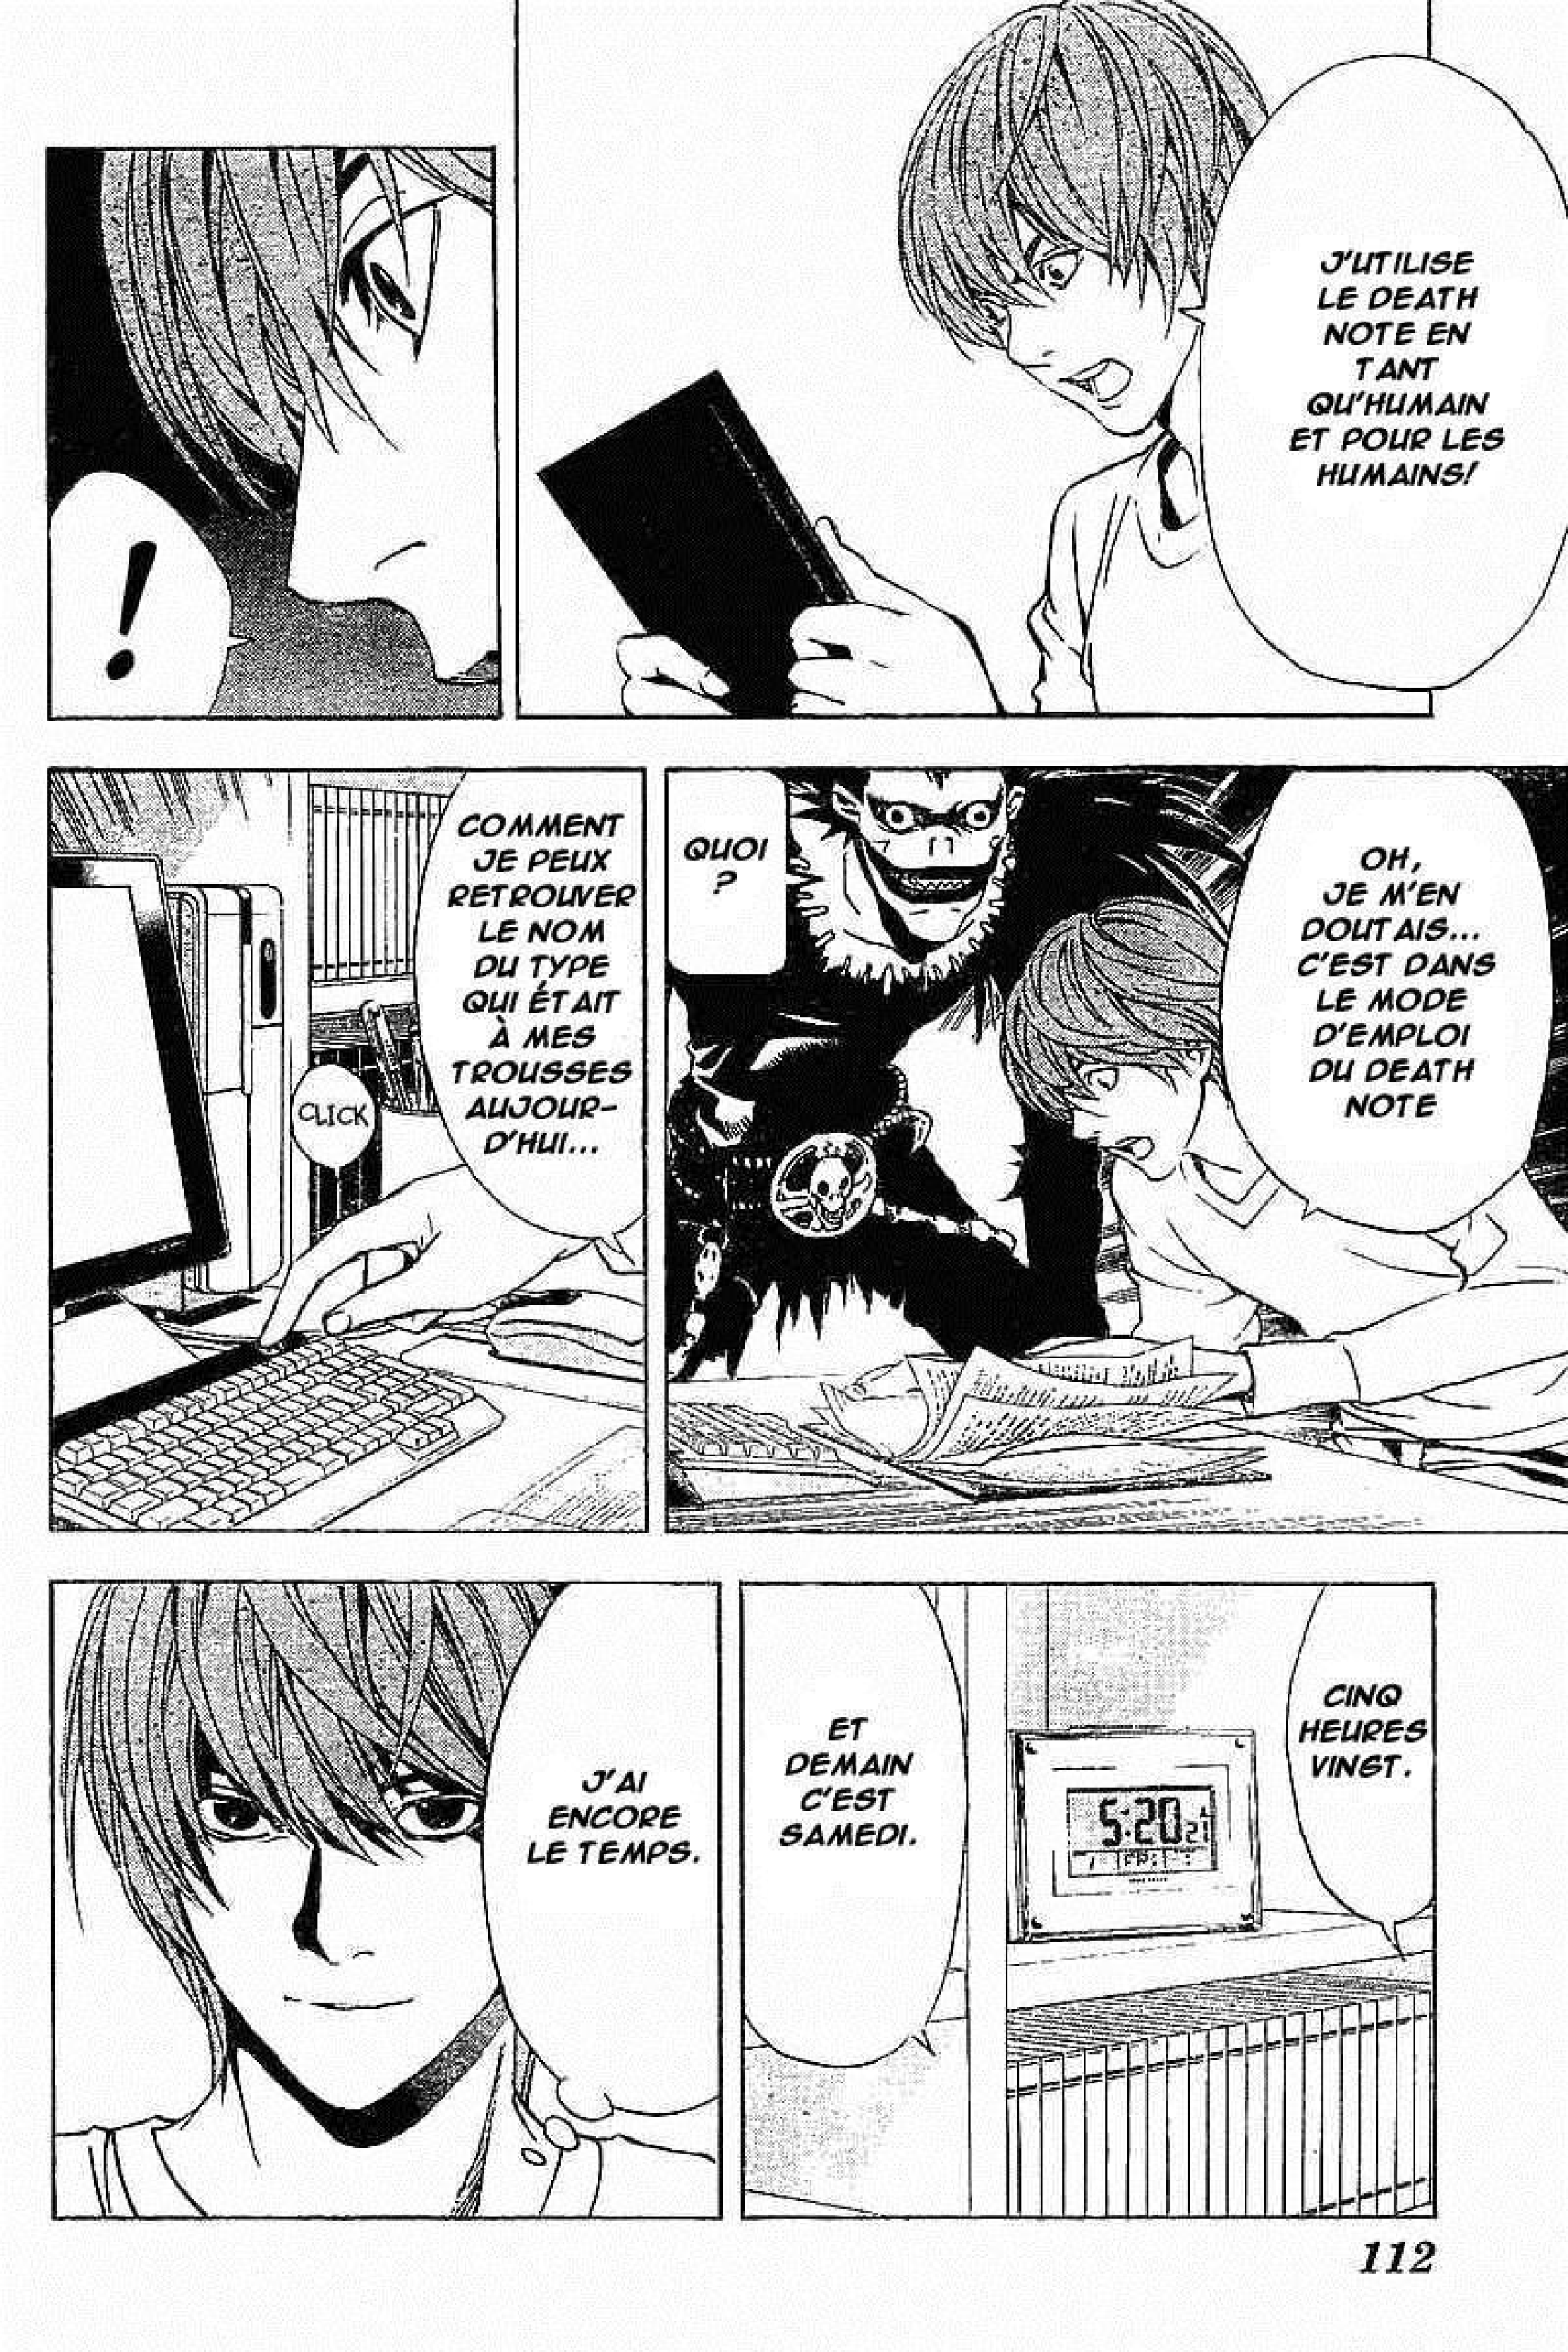 J'UTILISE
LE DEATH
NOTE EN
TANT
QU'HUMAIN
ET POUR LES
HUMAINS!
!
OH,
JE M'EN
DOUTAIS...
C'EST DANS
LE MODE
D'EMPLOI
DU DEATH
NOTE
QUOI
?
COMMENT
JE PEUX
RETROUVER
LE NOM
DU TYPE
QUI ÉTAIT
À MES
TROUSSES
AUJOUR-
D'HUI...
CLICK
CINQ
HEURES
VINGT.
5:20 21
ET
DEMAIN
C'EST
SAMEDI.
J'AI
ENCORE
LE TEMPS.
112